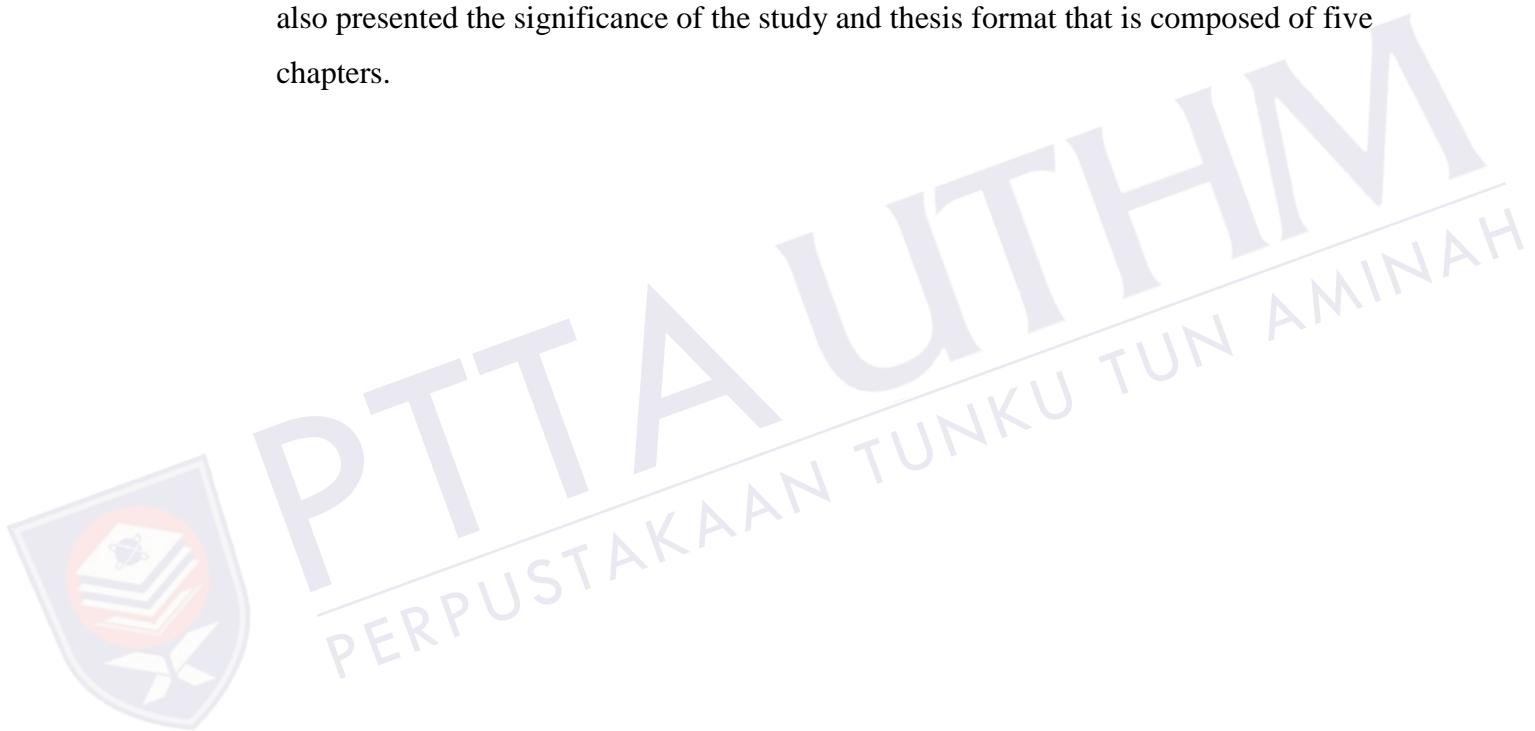 also presented the significance of the study and thesis format that is composed of five
chapters.
PTTA UTHM
PERPUSTAKAAN TUNKU TUN AMINAH